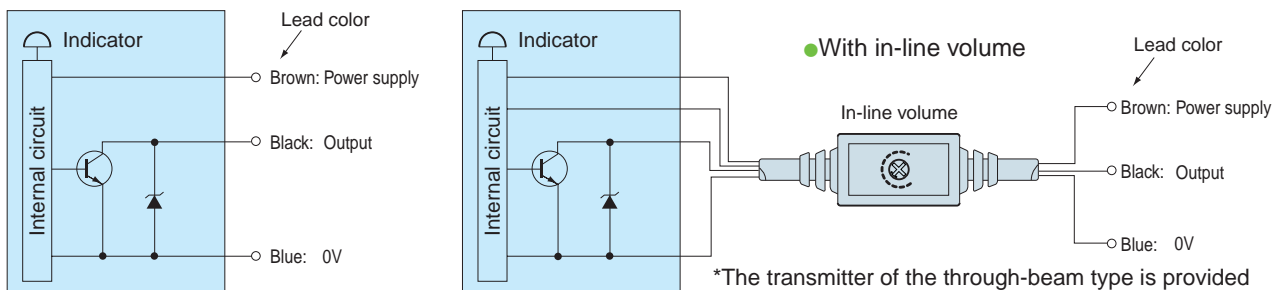 Lead color
Indicator
Internal circuit
Brown: Power supply
Black: Output
Blue: 0V
Indicator
Internal circuit
●With in-line volume
In-line volume
Lead color
Brown: Power supply
Black: Output
Blue: 0V
*The transmitter of the through-beam type is provided